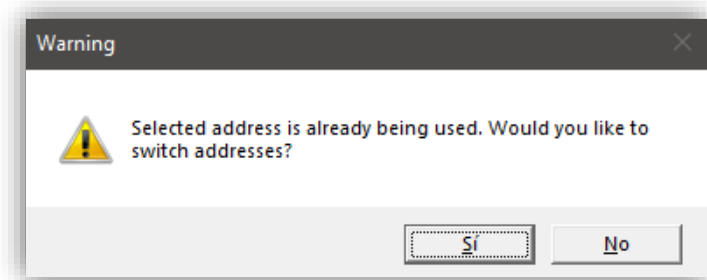 Warning
Selected address is already being used. Would you like to
switch addresses?
Sí
No